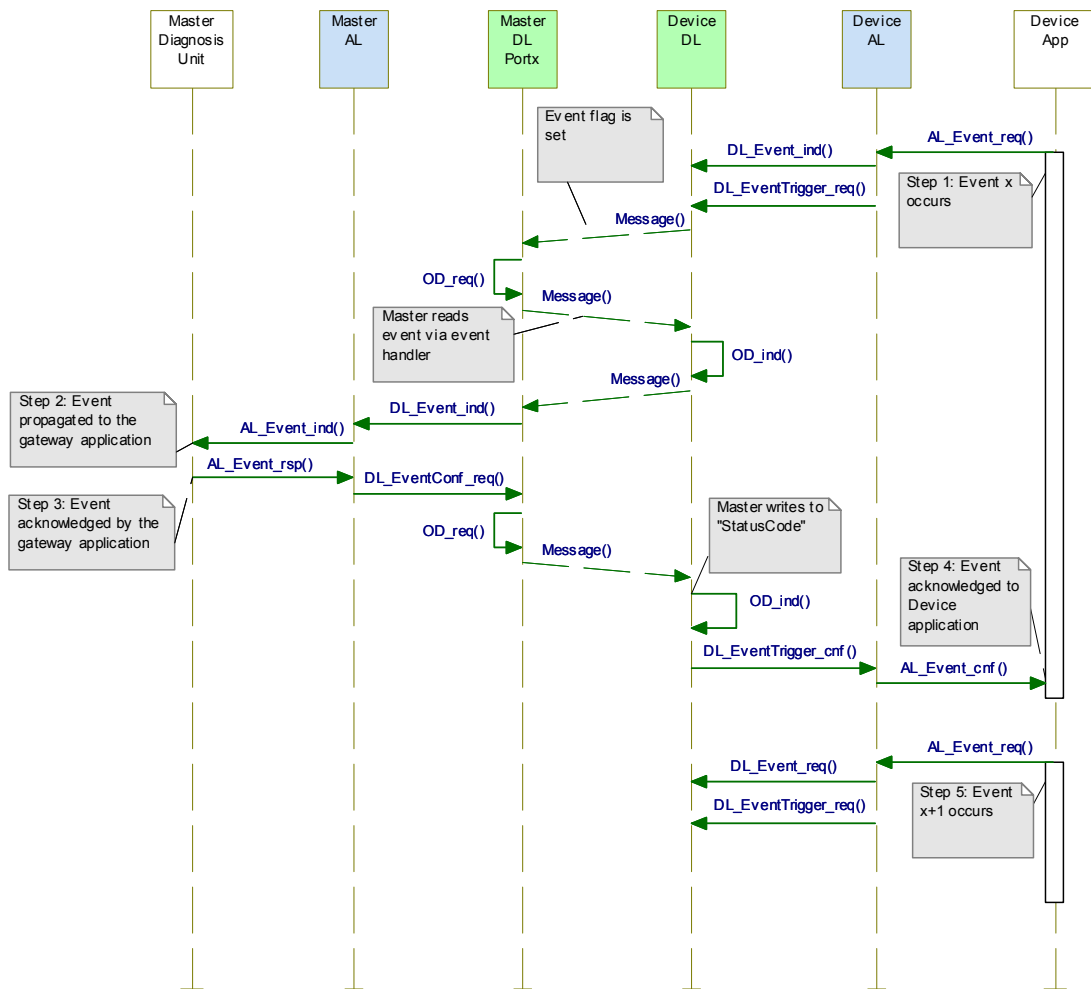 Master
Diagnosis
Unit
Master
AL
Master
DL
Portx
Device
DL
Device
AL
Device
App
Event flag is
set
AL_Event_req()
DL_Event_ind()
Step 1: Event x
occurs
DL_EventTrigger_req()
Message()
OD_req()
Message()
Master reads
event via event
handler
OD_ind()
Message()
Step 2: Event
propagated to the
gateway application
DL_Event_ind()
AL_Event_ind()
AL_Event_rsp()
DL_EventConf_req()
Step 3: Event
acknowledged by the
gateway application
Master writes to
"StatusCode"
OD_req()
Message()
Step 4: Event
acknowledged to
Device
application
OD_ind()
DL_EventTrigger_cnf()
AL_Event_cnf()
AL_Event_req()
DL_Event_req()
Step 5: Event
x+1 occurs
DL_EventTrigger_req()